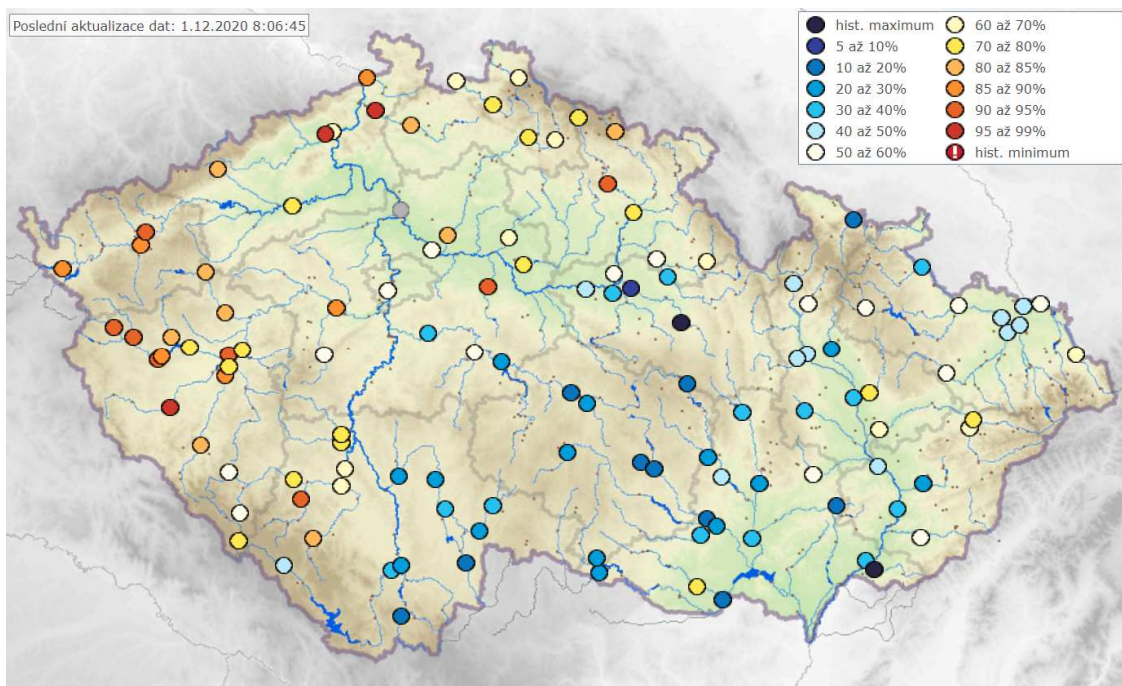 Poslední aktualizace dat: 1.12.2020 8:06:45
hist. maximum
5 až 10%
10 až 20%
20 až 30%
30 až 40%
40 až 50%
50 až 60%
60 až 70%
70 až 80%
80 až 85%
85 až 90%
90 až 95%
95 až 99%
hist. minimum